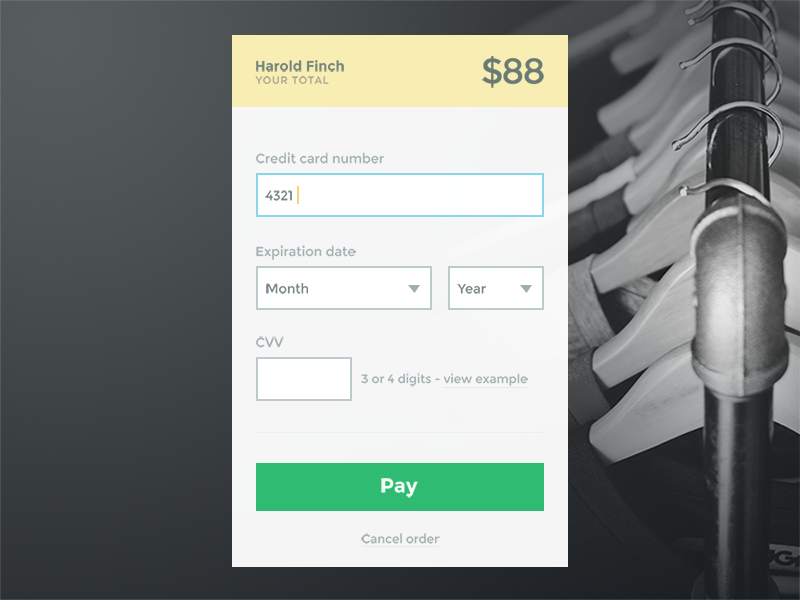 Harold Finch
YOUR TOTAL
$88
Credit card number
4321
Expiration date
Month
Year
CVV
3 or 4 digits - view example
Pay
Cancel order